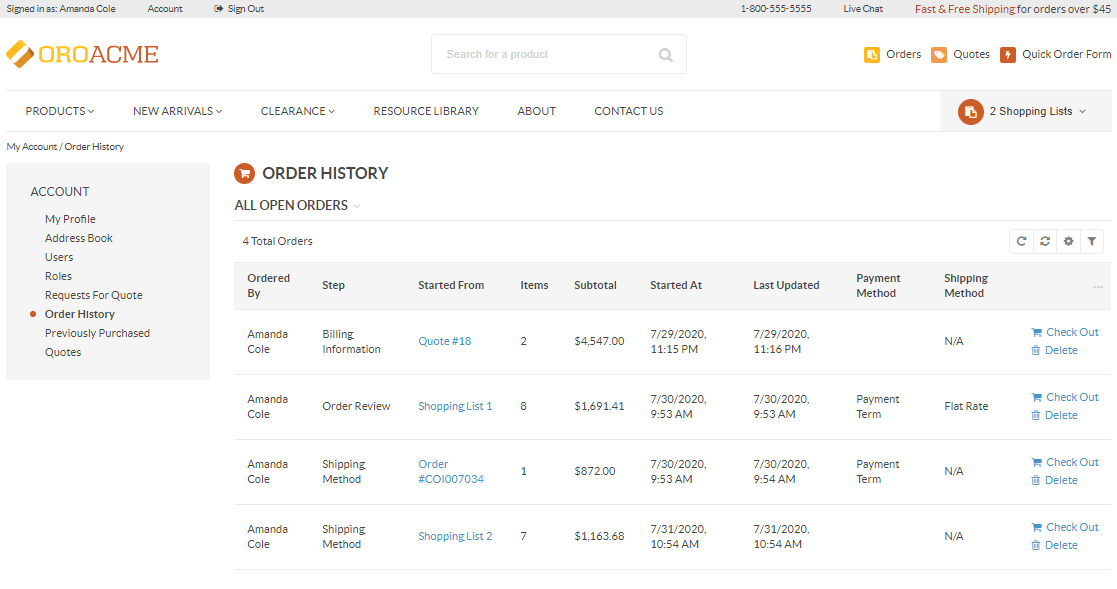 Signed in as: Amanda Cole Account Sign Out 1-800-555-5555 Live Chat Fast & Free Shipping for orders over $45
OROACME Search for a product Orders Quotes Quick Order Form
PRODUCTS NEW ARRIVALS CLEARANCE RESOURCE LIBRARY ABOUT CONTACT US 2 Shopping Lists
My Account / Order History
ACCOUNT
My Profile
Address Book
Users
Roles
Requests For Quote
Order History
Previously Purchased
Quotes
ORDER HISTORY
ALL OPEN ORDERS
4 Total Orders
Ordered By Step Started From Items Subtotal Started At Last Updated Payment Method Shipping Method ...
Amanda Cole Billing Information Quote #18 2 $4,547.00 7/29/2020, 11:15 PM 7/29/2020, 11:16 PM N/A Check Out
Delete
Amanda Cole Order Review Shopping List 1 8 $1,691.41 7/30/2020, 9:53 AM 7/30/2020, 9:53 AM Payment Term Flat Rate Check Out
Delete
Amanda Cole Shipping Method Order #COI007034 1 $872.00 7/30/2020, 9:53 AM 7/30/2020, 9:54 AM Payment Term N/A Check Out
Delete
Amanda Cole Shipping Method Shopping List 2 7 $1,163.68 7/31/2020, 10:54 AM 7/31/2020, 10:54 AM N/A Check Out
Delete